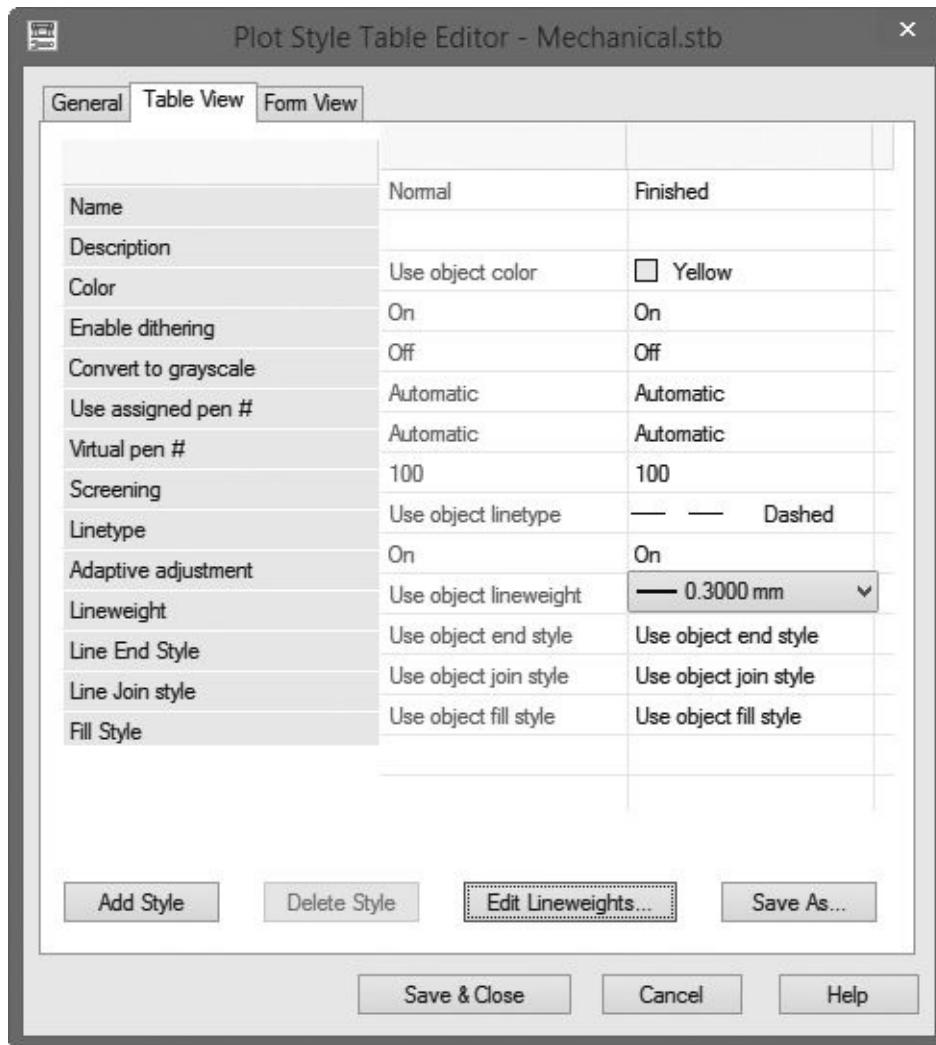 Plot Style Table Editor - Mechanical.stb
General Table View Form View
Name Normal Finished
Description
Color Use object color Yellow
Enable dithering On On
Convert to grayscale Off Off
Use assigned pen # Automatic Automatic
Virtual pen # Automatic Automatic
Screening 100 100
Linetype Use object linetype Dashed
Adaptive adjustment On On
Lineweight Use object lineweight 0.3000 mm
Line End Style Use object end style Use object end style
Line Join style Use object join style Use object join style
Fill Style Use object fill style Use object fill style
Add Style Delete Style Edit Lineweights... Save As...
Save & Close Cancel Help